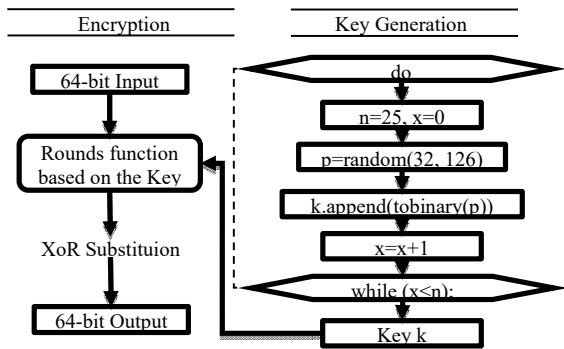 Encryption
64-bit Input
Rounds function
based on the Key
XoR Substituion
64-bit Output
Key Generation
do
n=25, x=0
p=random(32, 126)
k.append(tobinary(p))
x=x+1
while (x<n);
Key k